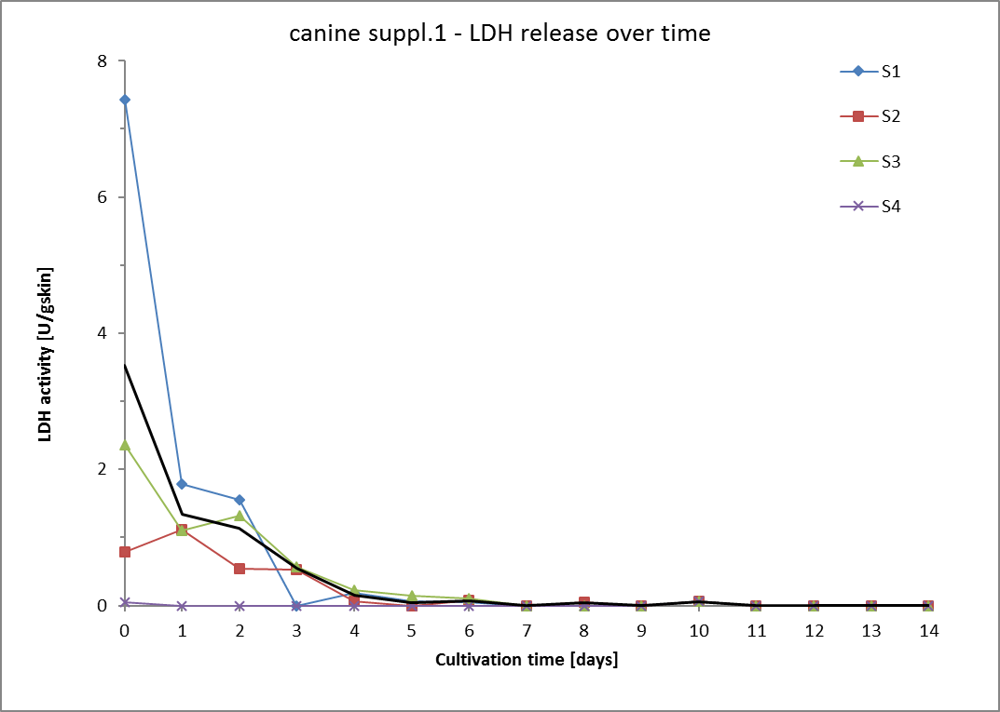 canine suppl.1 - LDH release over time
S1
S2
S3
S4
LDH activity [U/gskin]
8
6
4
2
0
0 1 2 3 4 5 6 7 8 9 10 11 12 13 14
Cultivation time [days]